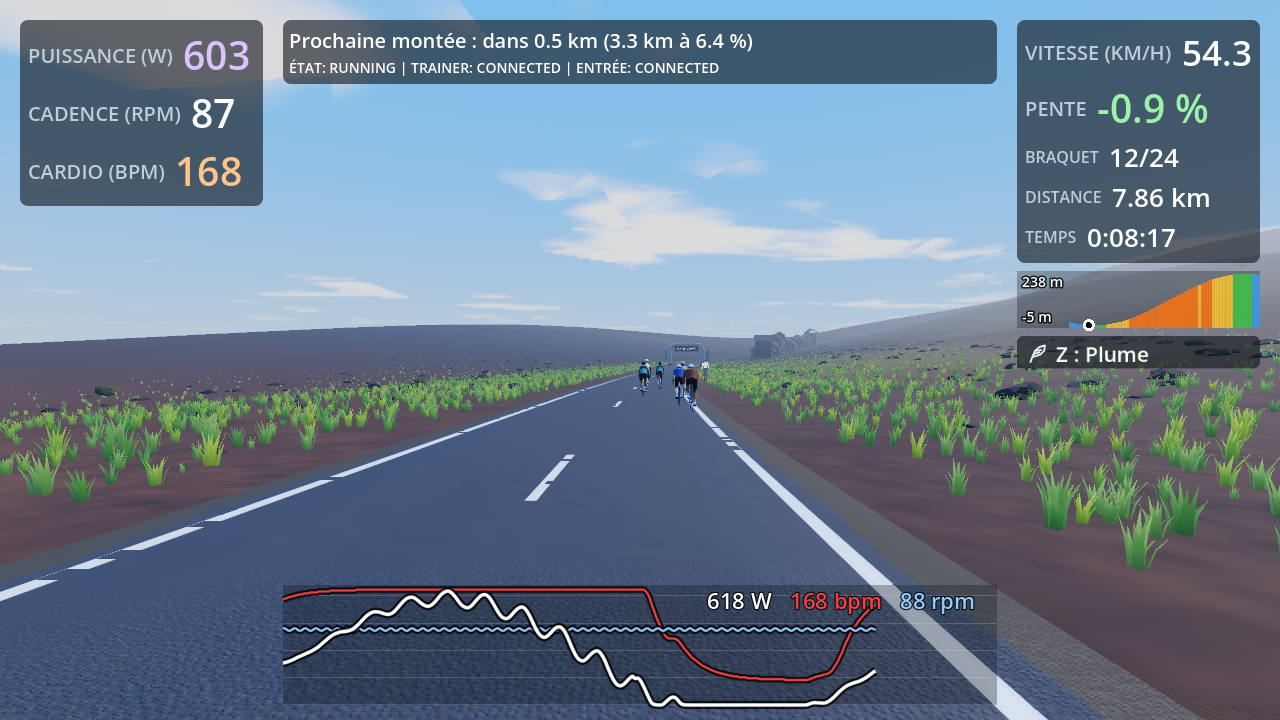 PUISSANCE (W) 603
CADENCE (RPM) 87
CARDIO (BPM) 168
Prochaine montée : dans 0.5 km (3.3 km à 6.4 %)
ÉTAT: RUNNING | TRAINER: CONNECTED | ENTRÉE: CONNECTED
VITESSE (KM/H) 54.3
PENTE -0.9 %
BRAQUET 12/24
DISTANCE 7.86 km
TEMPS 0:08:17
238 m
-5 m
Z : Plume
618 W 168 bpm 88 rpm